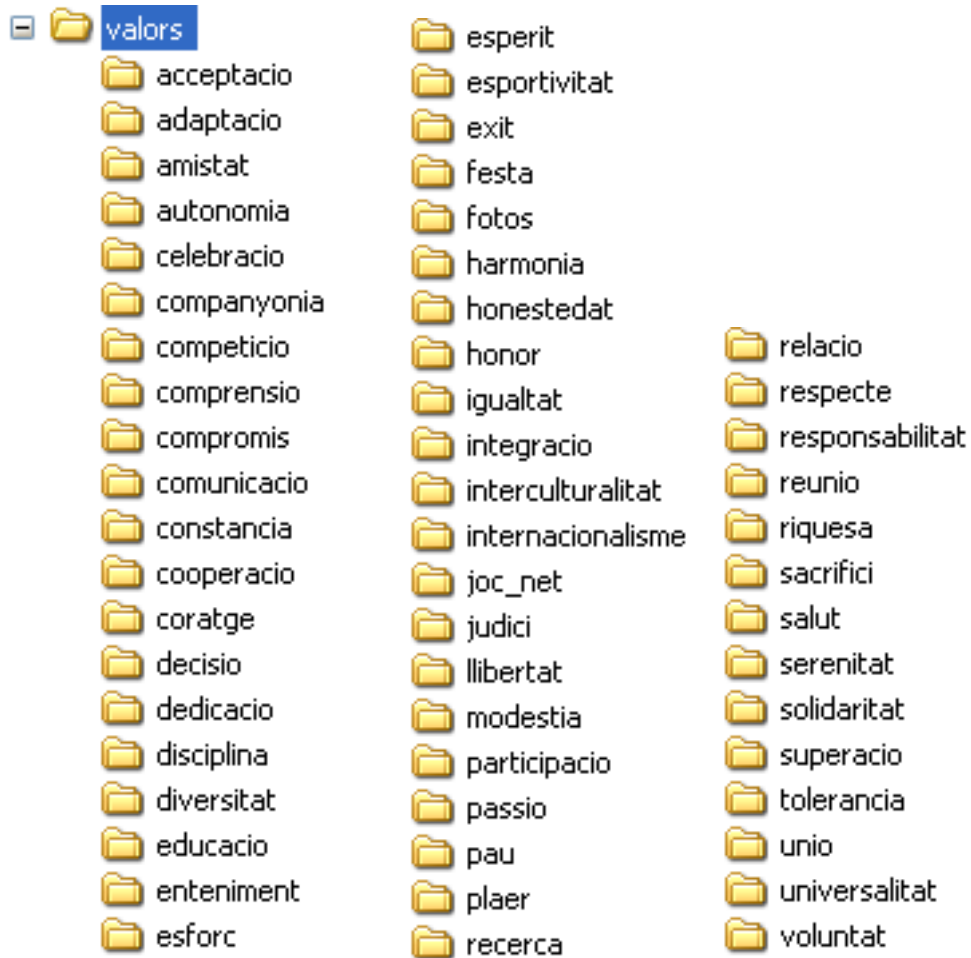 valors
acceptacio
adaptacio
amistat
autonomia
celebracio
companyonia
competicio
comprensio
compromis
comunicacio
constancia
cooperacio
coratge
decisio
dedicacio
disciplina
diversitat
educacio
enteniment
esforc
esperit
esportivitat
exit
festa
fotos
harmonia
honestedat
honor
igualtat
integracio
interculturalitat
internacionalisme
joc_net
judici
llibertat
modestia
participacio
passio
pau
plaer
recerca
relacio
respecte
responsabilitat
reunio
riquesa
sacrifici
salut
serenitat
solidaritat
superacio
tolerancia
unio
universalitat
voluntat